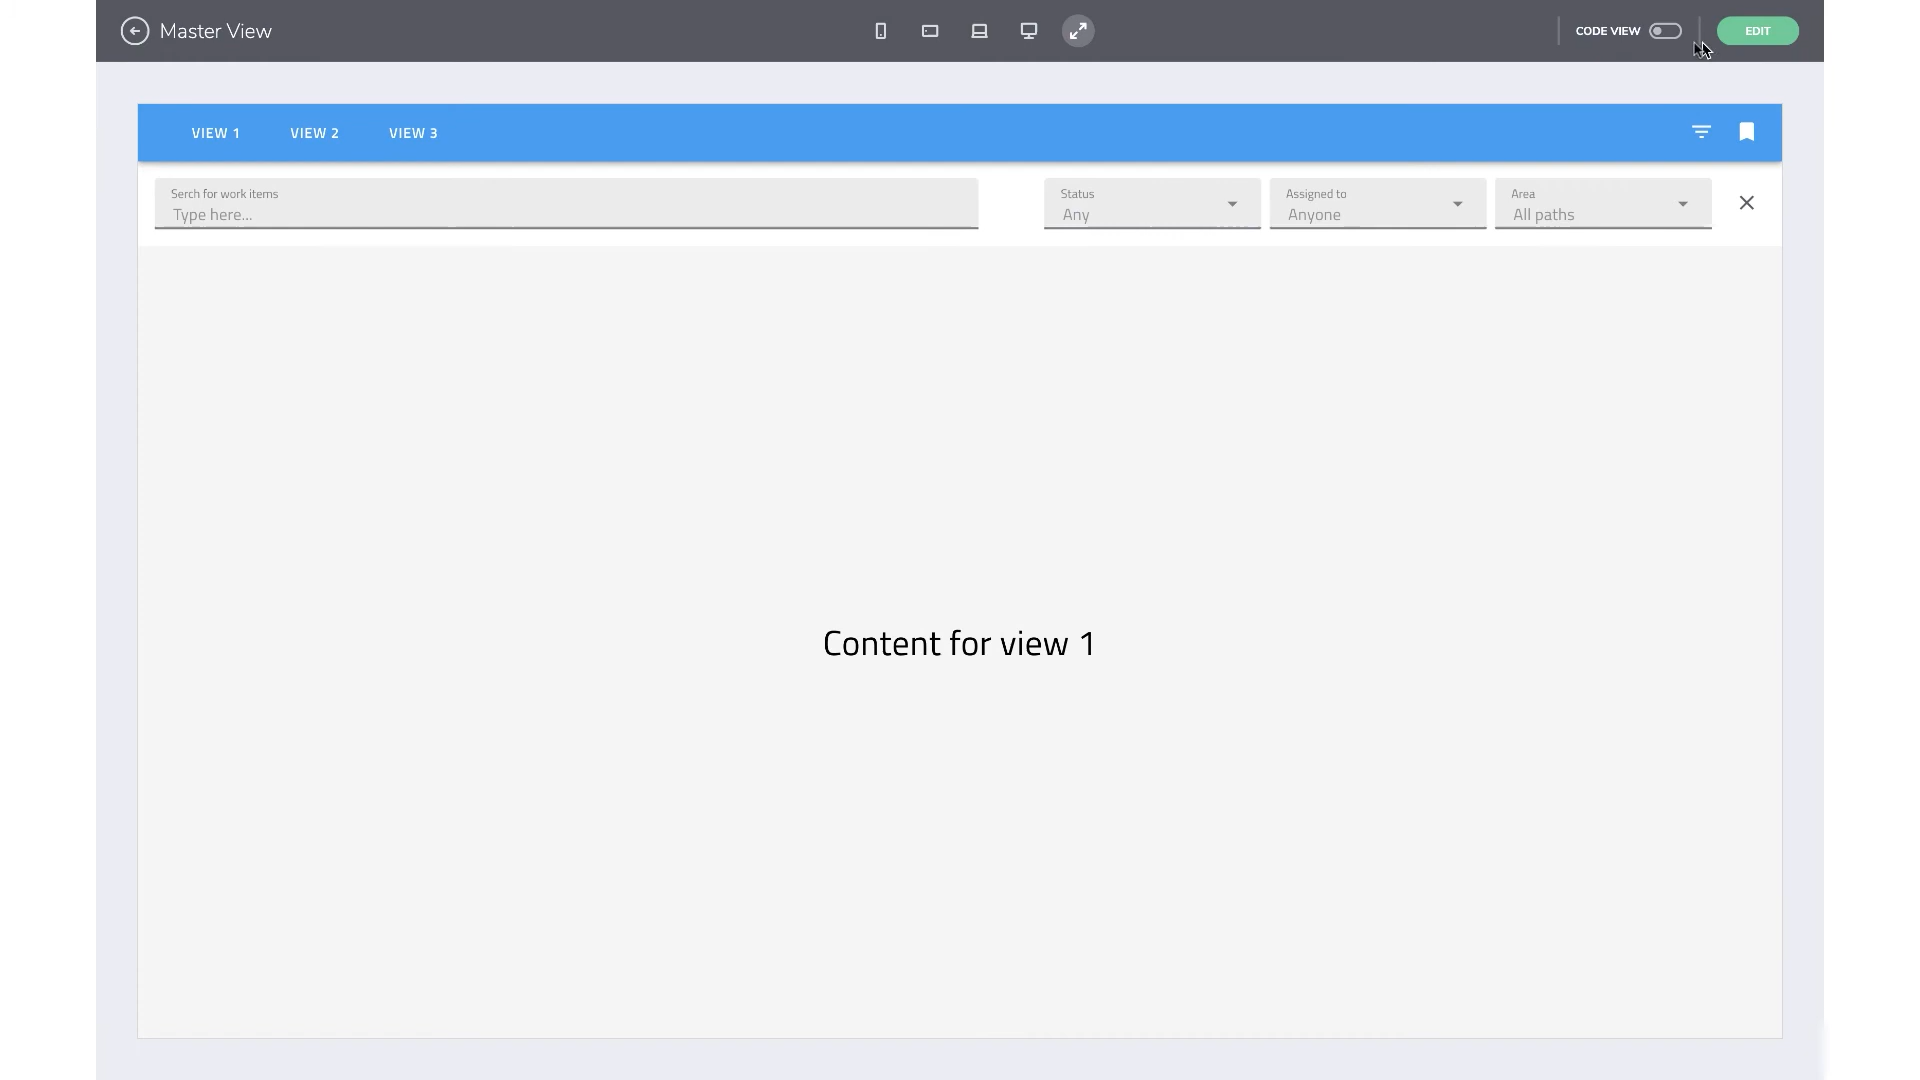 Master View
CODE VIEW
EDIT
VIEW 1
VIEW 2
VIEW 3
Serch for work items
Type here...
Status
Any
Assigned to
Anyone
Area
All paths
Content for view 1